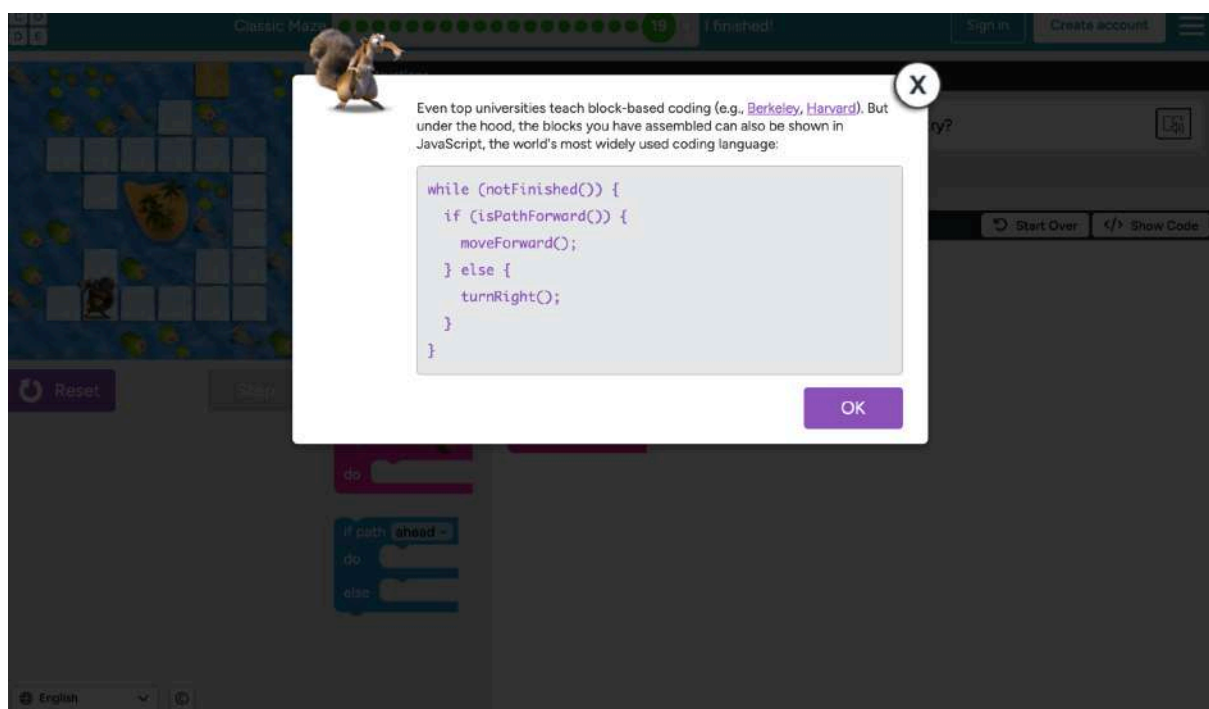 Classic Maze
19
I finished!
Sign in
Create account
Even top universities teach block-based coding (e.g., Berkeley, Harvard). But
under the hood, the blocks you have assembled can also be shown in
JavaScript, the world's most widely used coding language:
ry?
while (notFinished()) {
if (isPathForward()) {
moveForward();
} else {
turnRight();
}
}
Start Over
</> Show Code
Reset
Step
OK
X
do
if path ahead
do
else
English